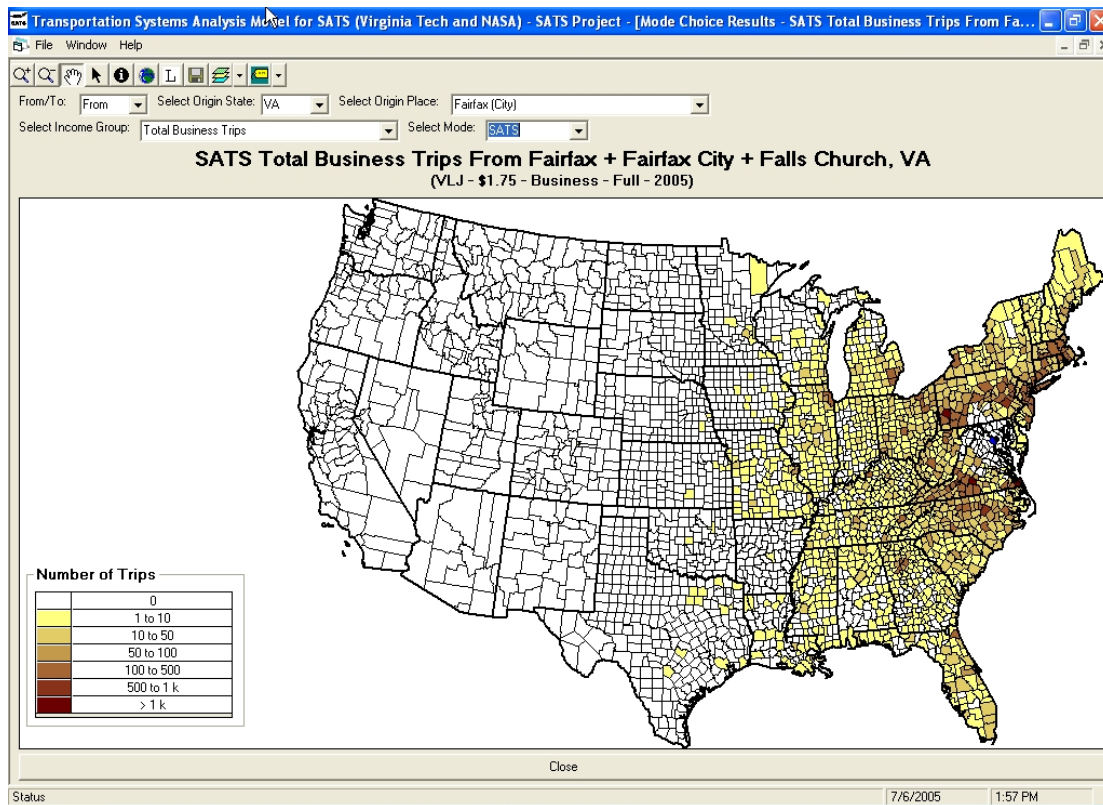 Transportation Systems Analysis Model for SATS (Virginia Tech and NASA) - SATS Project - [Mode Choice Results - SATS Total Business Trips From Fa...
File Window Help
From/To: From Select Origin State: VA Select Origin Place: Fairfax (City)
Select Income Group: Total Business Trips Select Mode: SATS
SATS Total Business Trips From Fairfax + Fairfax City + Falls Church, VA
(VLJ - $1.75 - Business - Full - 2005)
Number of Trips
0
1 to 10
10 to 50
50 to 100
100 to 500
500 to 1 k
> 1 k
Close
Status 7/6/2005 1:57 PM